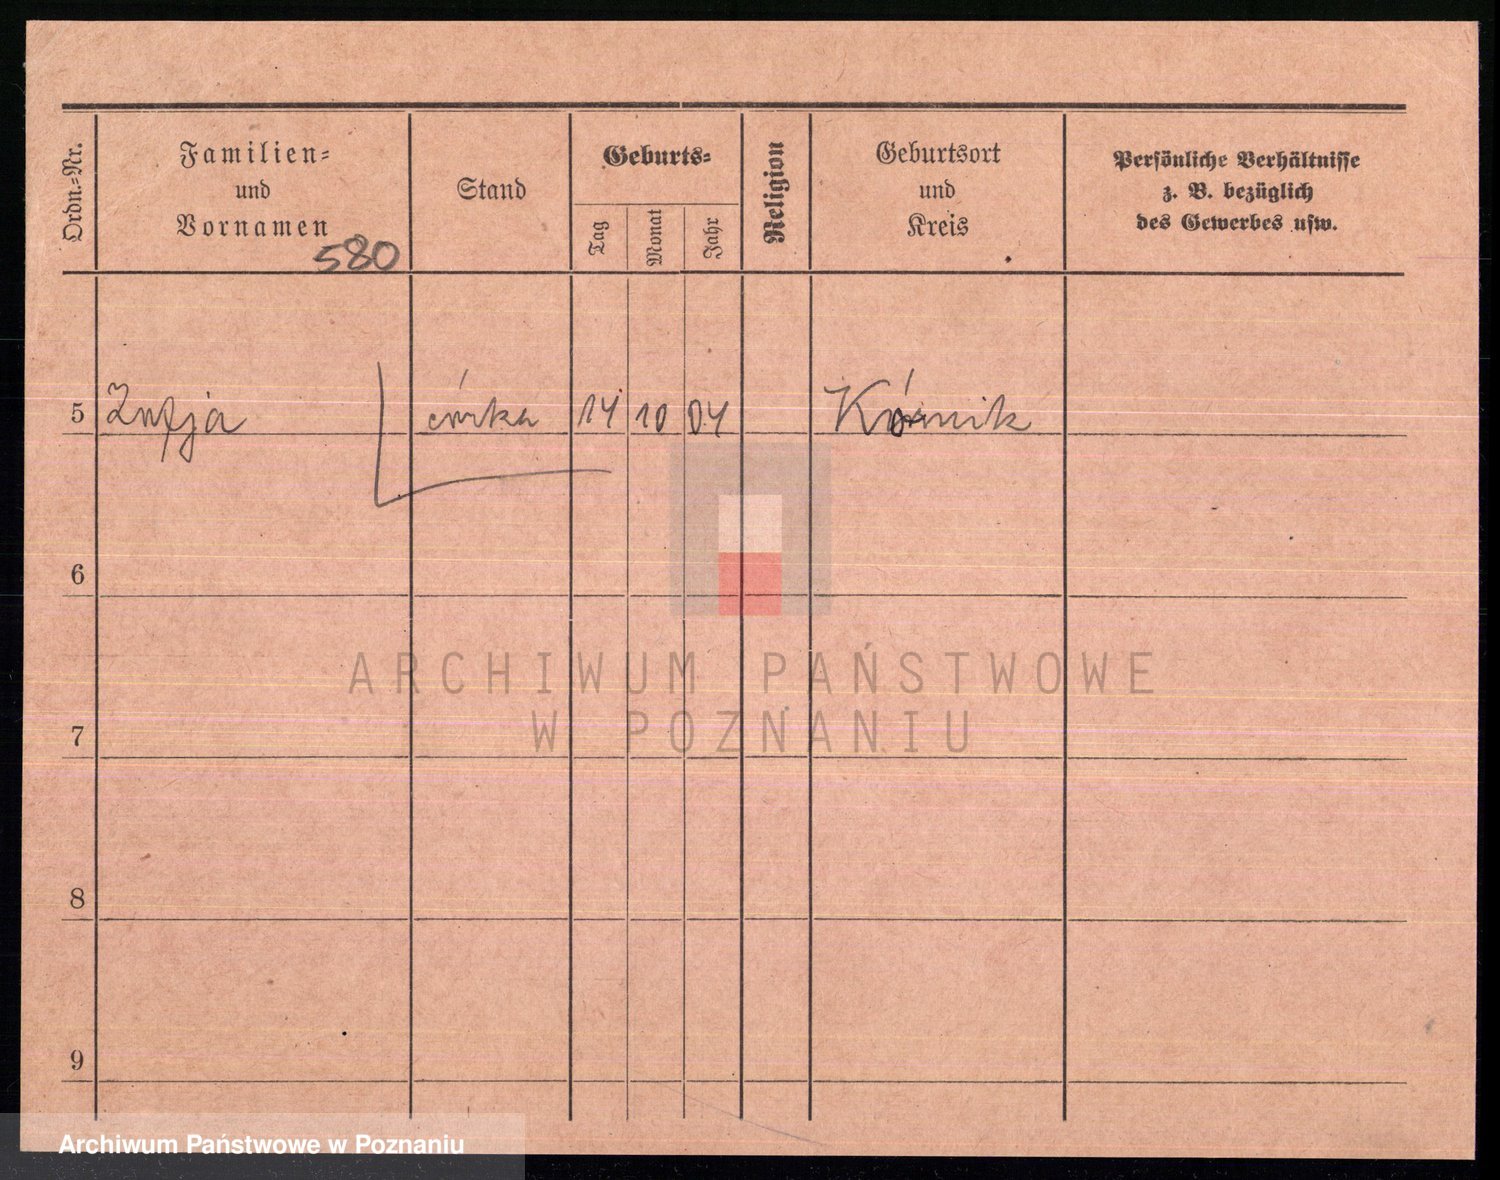 Ordn.-Nr.
Familien-
und
Vornamen
580
Stand
Geburts-
Tag
Monat
Jahr
Religion
Geburtsort
und
Kreis
Persönliche Verhältnisse
z. B. bezüglich
des Gewerbes usw.
5 Zofja córka 14 10 04 Kórnik
6
7
8
9
ARCHIWUM PAŃSTWOWE
W POZNANIU
Archiwum Państwowe w Poznaniu